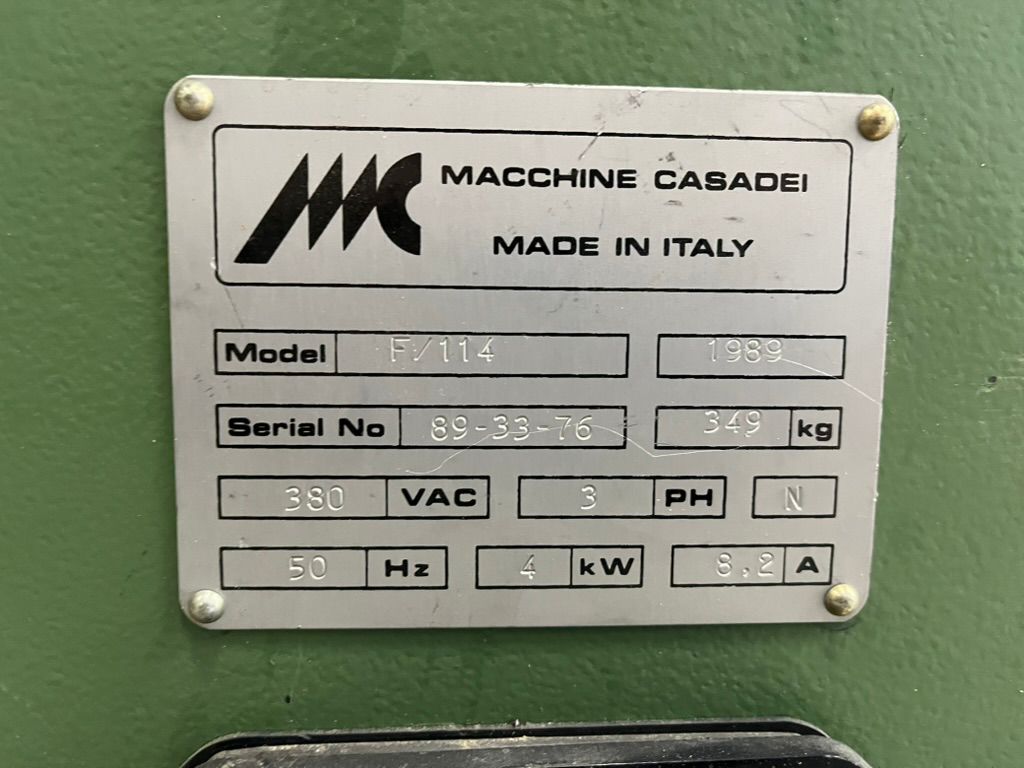 MC MACCHINE CASADEI
MADE IN ITALY
Model F/114 1989
Serial No 89-33-76 349 kg
380 VAC 3 PH N
50 Hz 4 kW 8,2 A